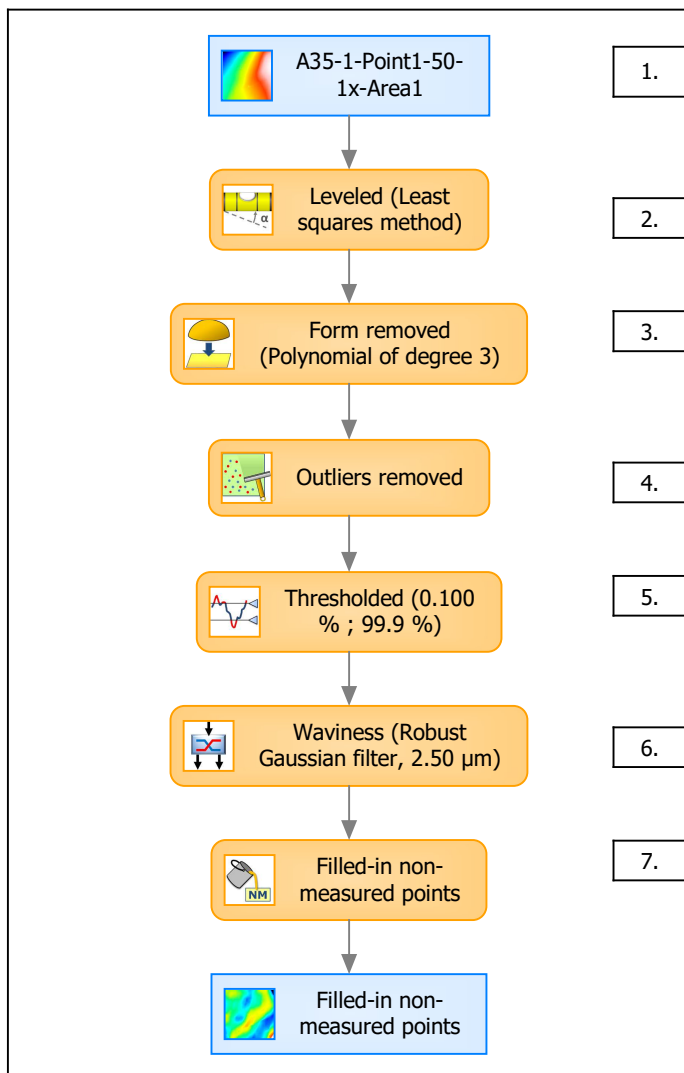 A35-1-Point1-50-
1x-Area1
1.
Leveled (Least
squares method)
α
2.
Form removed
(Polynomial of degree 3)
3.
Outliers removed
4.
Thresholded (0.100
% ; 99.9 %)
5.
Waviness (Robust
Gaussian filter, 2.50 µm)
6.
Filled-in non-
measured points
NM
7.
Filled-in non-
measured points